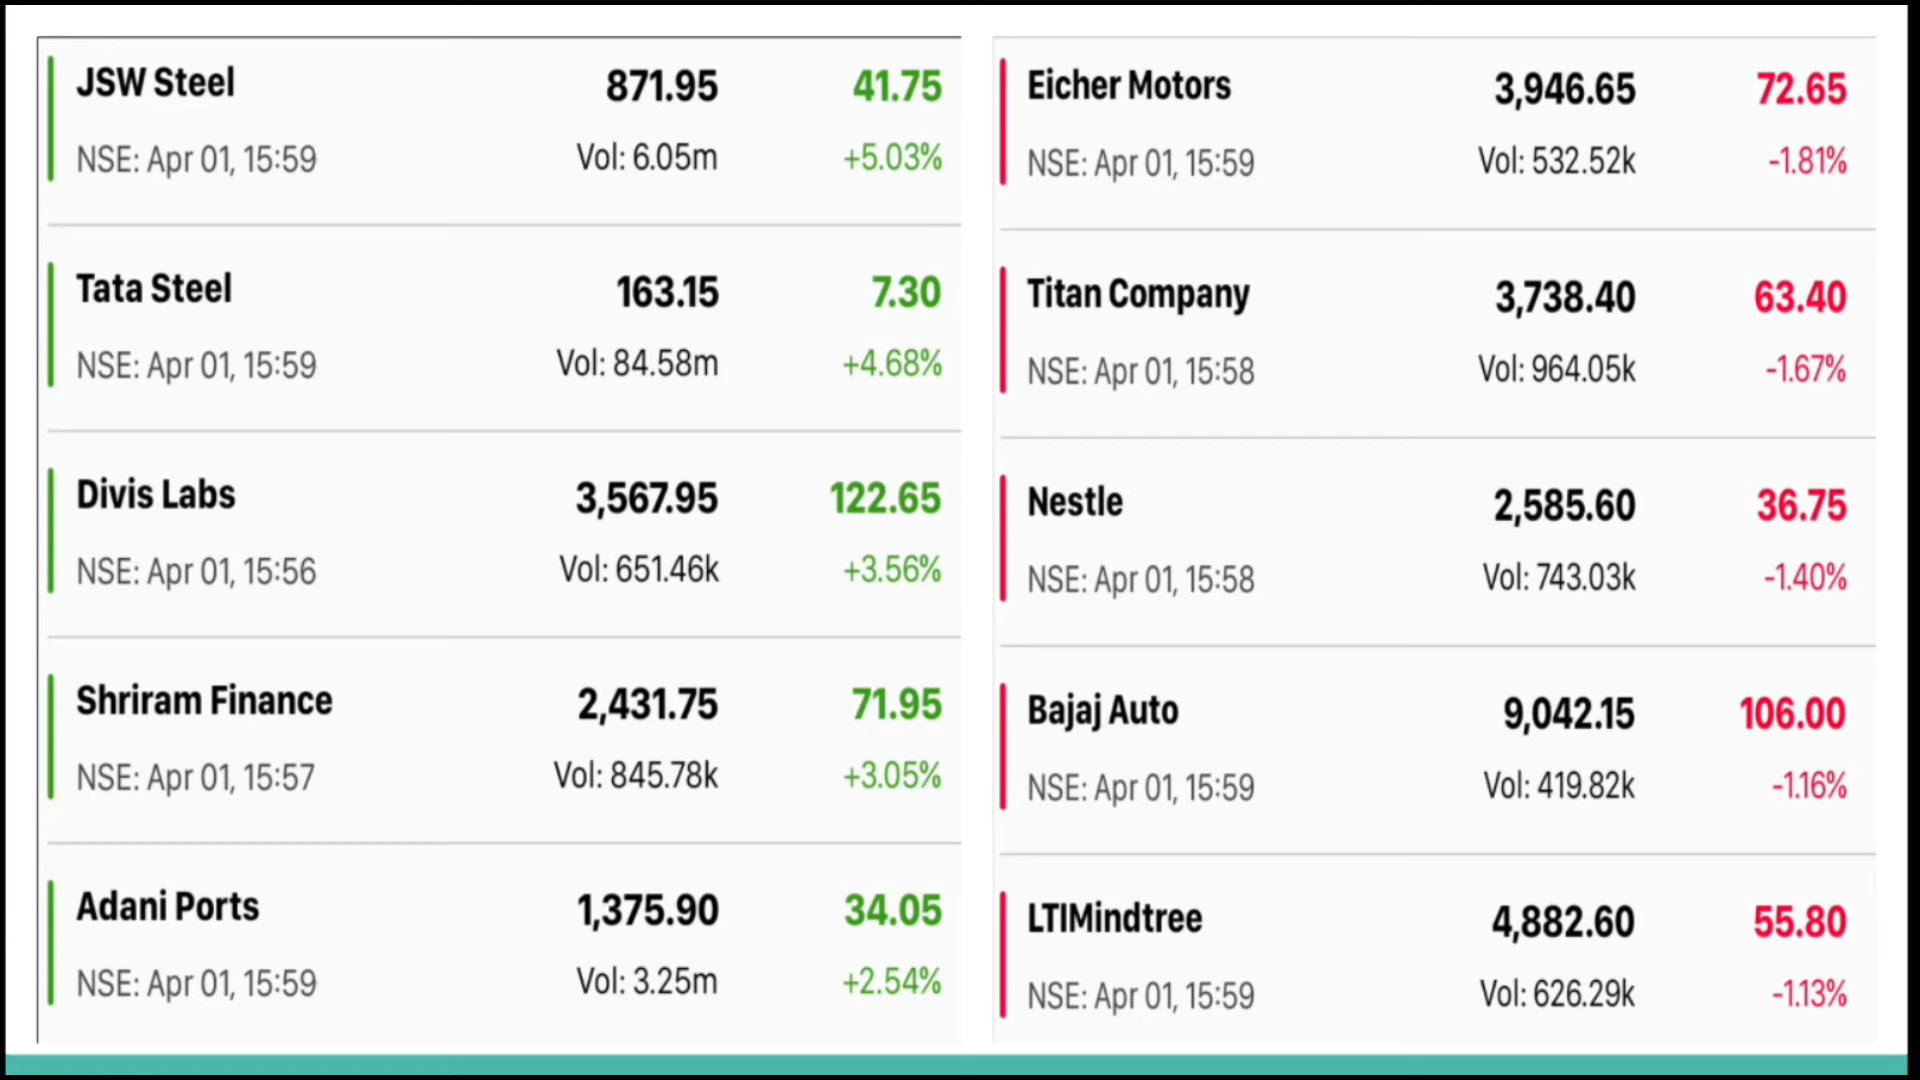 JSW Steel 871.95 41.75
NSE: Apr 01, 15:59 Vol: 6.05m +5.03%
Tata Steel 163.15 7.30
NSE: Apr 01, 15:59 Vol: 84.58m +4.68%
Divis Labs 3,567.95 122.65
NSE: Apr 01, 15:56 Vol: 651.46k +3.56%
Shriram Finance 2,431.75 71.95
NSE: Apr 01, 15:57 Vol: 845.78k +3.05%
Adani Ports 1,375.90 34.05
NSE: Apr 01, 15:59 Vol: 3.25m +2.54%
Eicher Motors 3,946.65 72.65
NSE: Apr 01, 15:59 Vol: 532.52k -1.81%
Titan Company 3,738.40 63.40
NSE: Apr 01, 15:58 Vol: 964.05k -1.67%
Nestle 2,585.60 36.75
NSE: Apr 01, 15:58 Vol: 743.03k -1.40%
Bajaj Auto 9,042.15 106.00
NSE: Apr 01, 15:59 Vol: 419.82k -1.16%
LTIMindtree 4,882.60 55.80
NSE: Apr 01, 15:59 Vol: 626.29k -1.13%